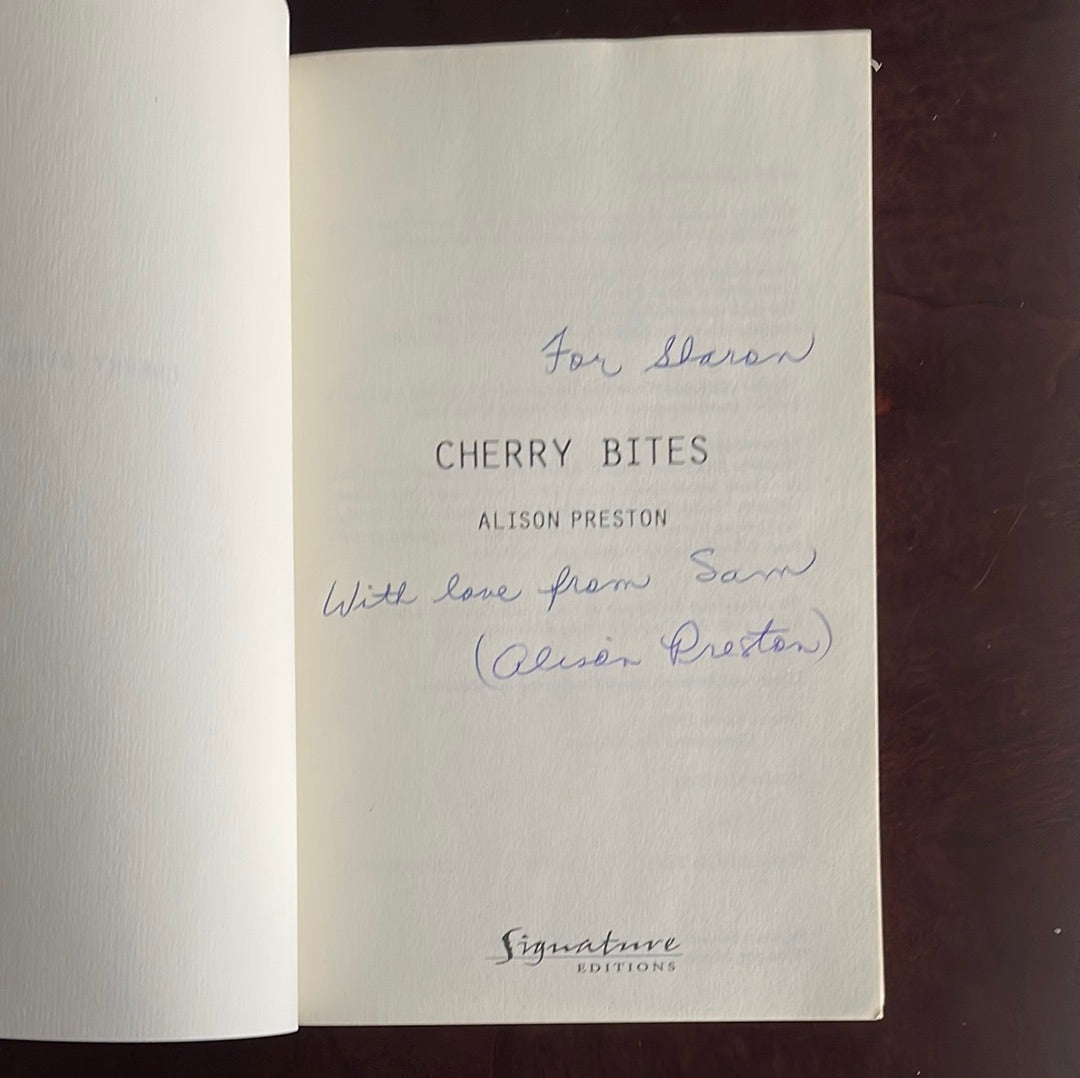 For Sharon
CHERRY BITES
ALISON PRESTON
With love from Sam
(Alison Preston)
Signature
EDITIONS